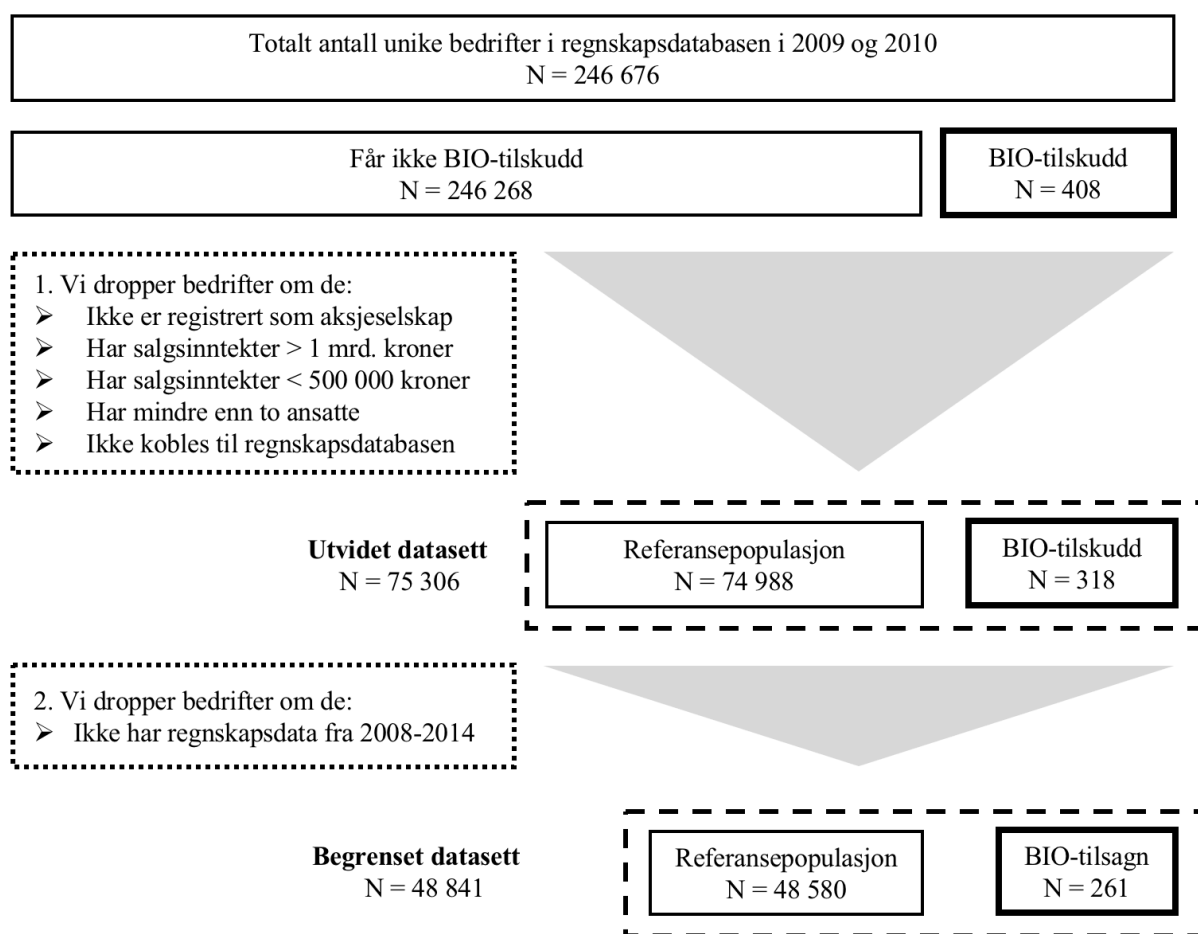 Totalt antall unike bedrifter i regnskapsdatabasen i 2009 og 2010
N = 246 676
Får ikke BIO-tilskudd
N = 246 268
BIO-tilskudd
N = 408
1. Vi dropper bedrifter om de:
➢ Ikke er registrert som aksjeselskap
➢ Har salgsinntekter > 1 mrd. kroner
➢ Har salgsinntekter < 500 000 kroner
➢ Har mindre enn to ansatte
➢ Ikke kobles til regnskapsdatabasen
Utvidet datasett
N = 75 306
Referansepopulasjon
N = 74 988
BIO-tilskudd
N = 318
2. Vi dropper bedrifter om de:
➢ Ikke har regnskapsdata fra 2008-2014
Begrenset datasett
N = 48 841
Referansepopulasjon
N = 48 580
BIO-tilsagn
N = 261